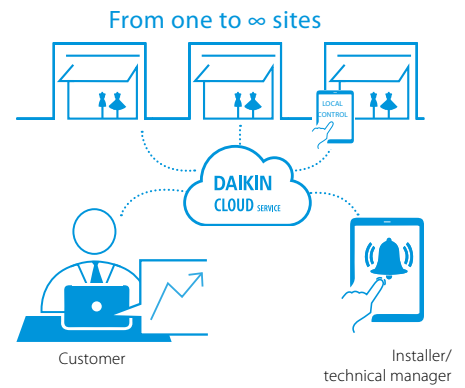 From one to ∞ sites
LOCAL
CONTROL
DAIKIN
CLOUD SERVICE
Customer
Installer/
technical manager